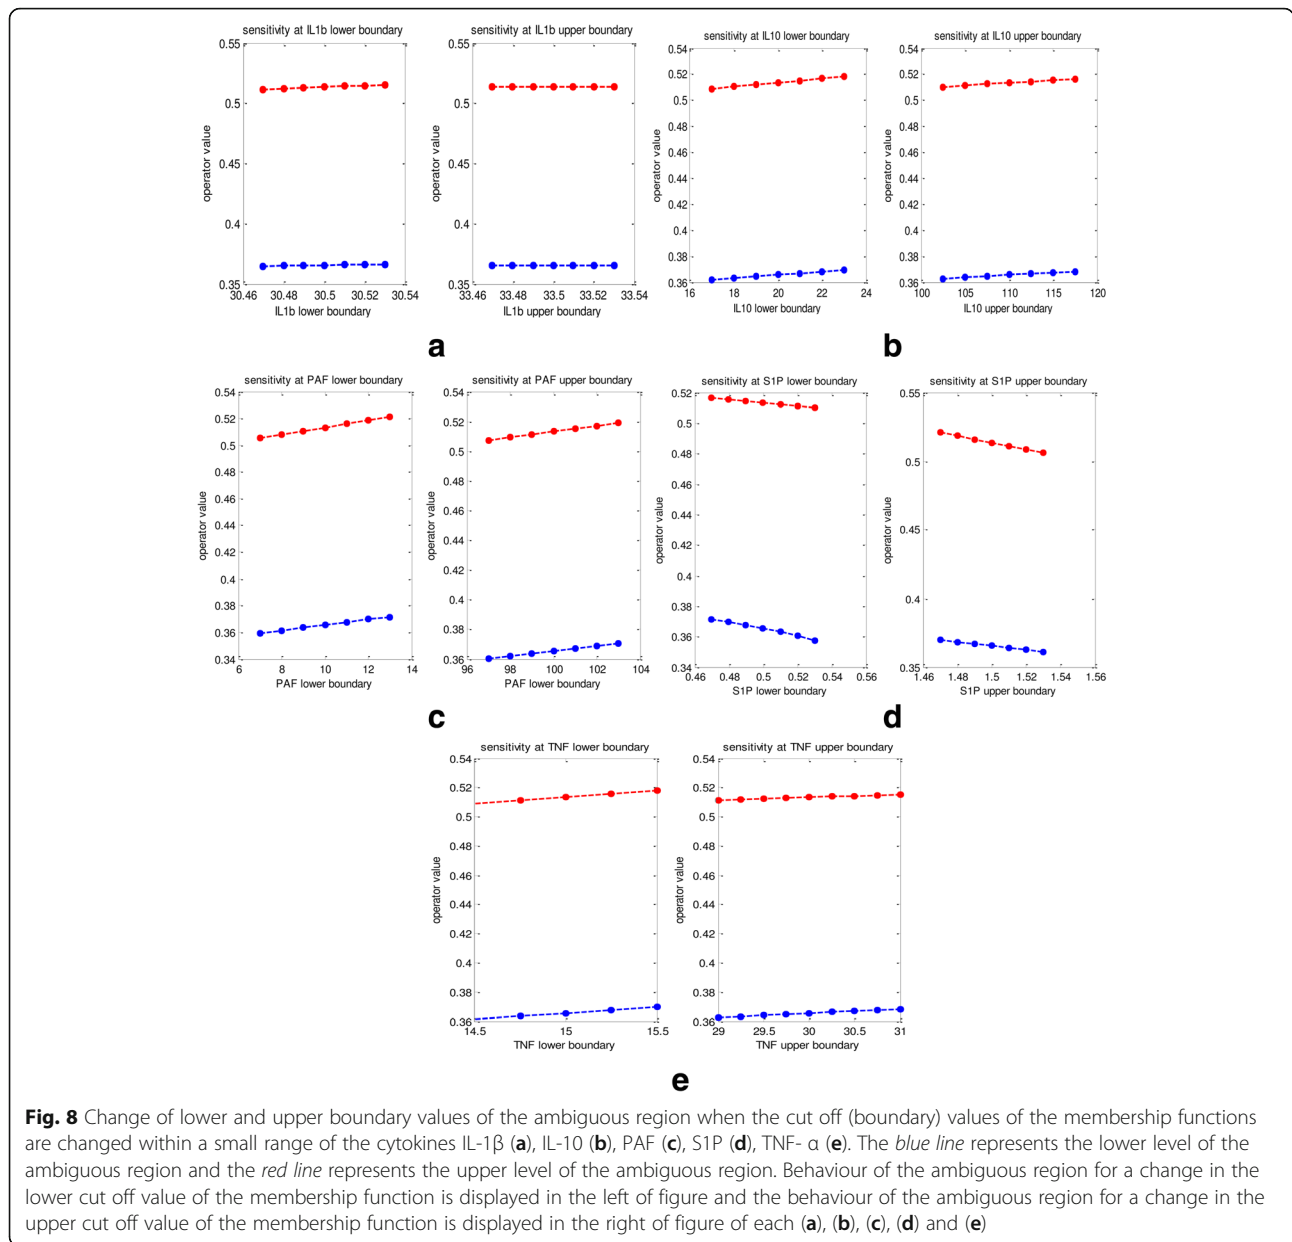 sensitivity at IL1b lower boundary
0.55
0.5
0.45
0.4
0.35
operator value
30.46 30.48 30.5 30.52 30.54
IL1b lower boundary
sensitivity at IL1b upper boundary
0.55
0.5
0.45
0.4
0.35
operator value
33.46 33.48 33.5 33.52 33.54
IL1b upper boundary
a
sensitivity at IL10 lower boundary
0.54
0.52
0.5
0.48
0.46
0.44
0.42
0.4
0.38
0.36
operator value
16 18 20 22 24
IL10 lower boundary
sensitivity at IL10 upper boundary
0.54
0.52
0.5
0.48
0.46
0.44
0.42
0.4
0.38
0.36
operator value
100 105 110 115 120
IL10 upper boundary
b
sensitivity at PAF lower boundary
0.54
0.52
0.5
0.48
0.46
0.44
0.42
0.4
0.38
0.36
0.34
operator value
6 8 10 12 14
PAF lower boundary
sensitivity at PAF upper boundary
0.54
0.52
0.5
0.48
0.46
0.44
0.42
0.4
0.38
0.36
operator value
96 98 100 102 104
PAF lower boundary
c
sensitivity at S1P lower boundary
0.52
0.5
0.48
0.46
0.44
0.42
0.4
0.38
0.36
0.34
operator value
0.46 0.48 0.5 0.52 0.54 0.56
S1P lower boundary
sensitivity at S1P upper boundary
0.55
0.5
0.45
0.4
0.35
operator value
1.46 1.48 1.5 1.52 1.54 1.56
S1P upper boundary
d
sensitivity at TNF lower boundary
0.54
0.52
0.5
0.48
0.46
0.44
0.42
0.4
0.38
0.36
operator value
14.5 15 15.5
TNF lower boundary
sensitivity at TNF upper boundary
0.54
0.52
0.5
0.48
0.46
0.44
0.42
0.4
0.38
0.36
operator value
29 29.5 30 30.5 31
TNF upper boundary
e
Fig. 8 Change of lower and upper boundary values of the ambiguous region when the cut off (boundary) values of the membership functions
are changed within a small range of the cytokines IL-1β (a), IL-10 (b), PAF (c), S1P (d), TNF- α (e). The blue line represents the lower level of the
ambiguous region and the red line represents the upper level of the ambiguous region. Behaviour of the ambiguous region for a change in the
lower cut off value of the membership function is displayed in the left of figure and the behaviour of the ambiguous region for a change in the
upper cut off value of the membership function is displayed in the right of figure of each (a), (b), (c), (d) and (e)